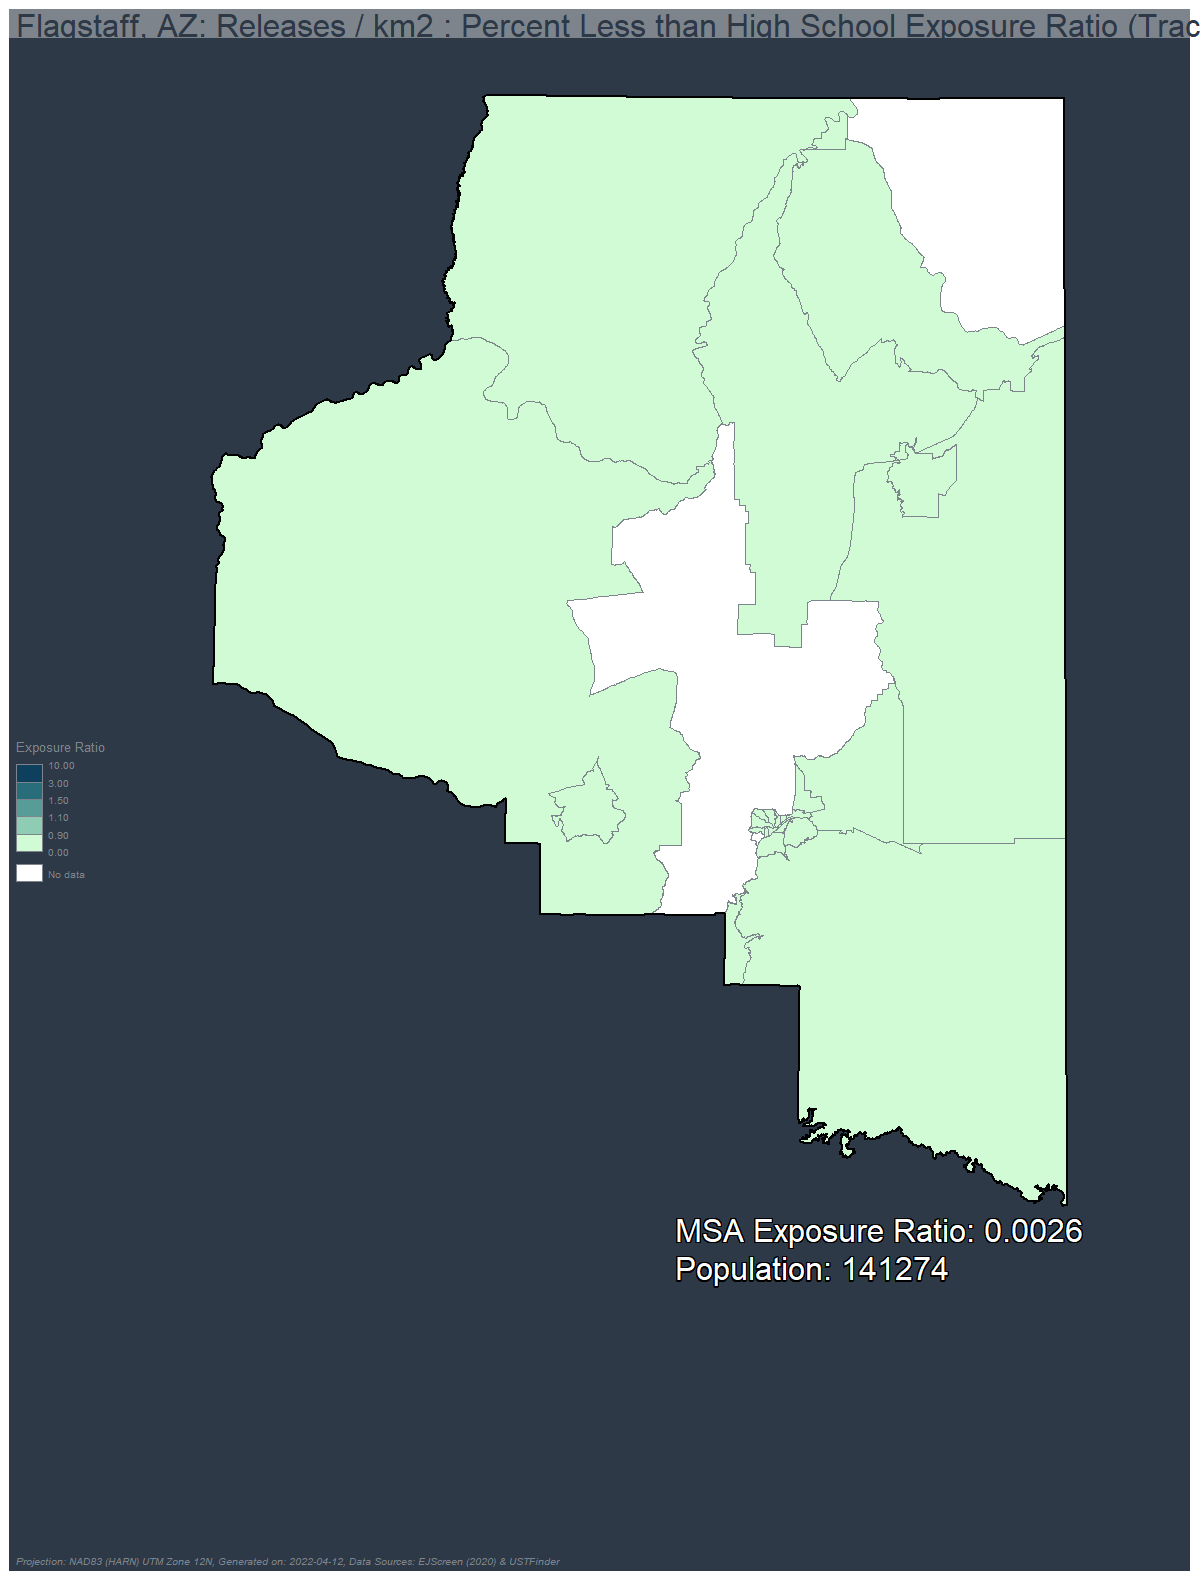 Flagstaff, AZ: Releases / km2 : Percent Less than High School Exposure Ratio (Trac
Exposure Ratio
10.00
3.00
1.50
1.10
0.90
0.00
No data
MSA Exposure Ratio: 0.0026
Population: 141274
Projection: NAD83 (HARN) UTM Zone 12N, Generated on: 2022-04-12, Data Sources: EJScreen (2020) & USTFinder